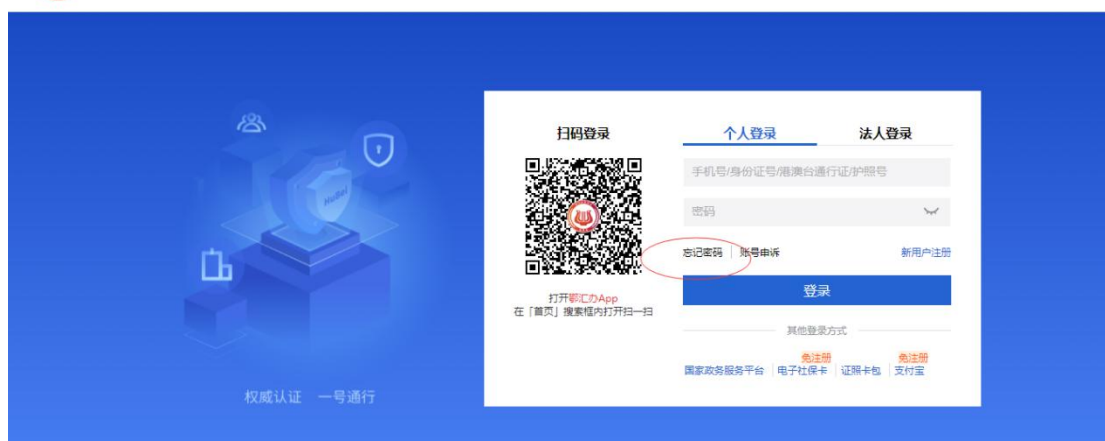 HuBei
权威认证 一号通行
扫码登录
打开鄂汇办App
在「首页」搜索框内打开扫一扫
个人登录 法人登录
手机号/身份证号/港澳台通行证/护照号
密码
忘记密码 账号申诉 新用户注册
登录
其他登录方式
免注册 免注册
国家政务服务平台 电子社保卡 证照卡包 支付宝